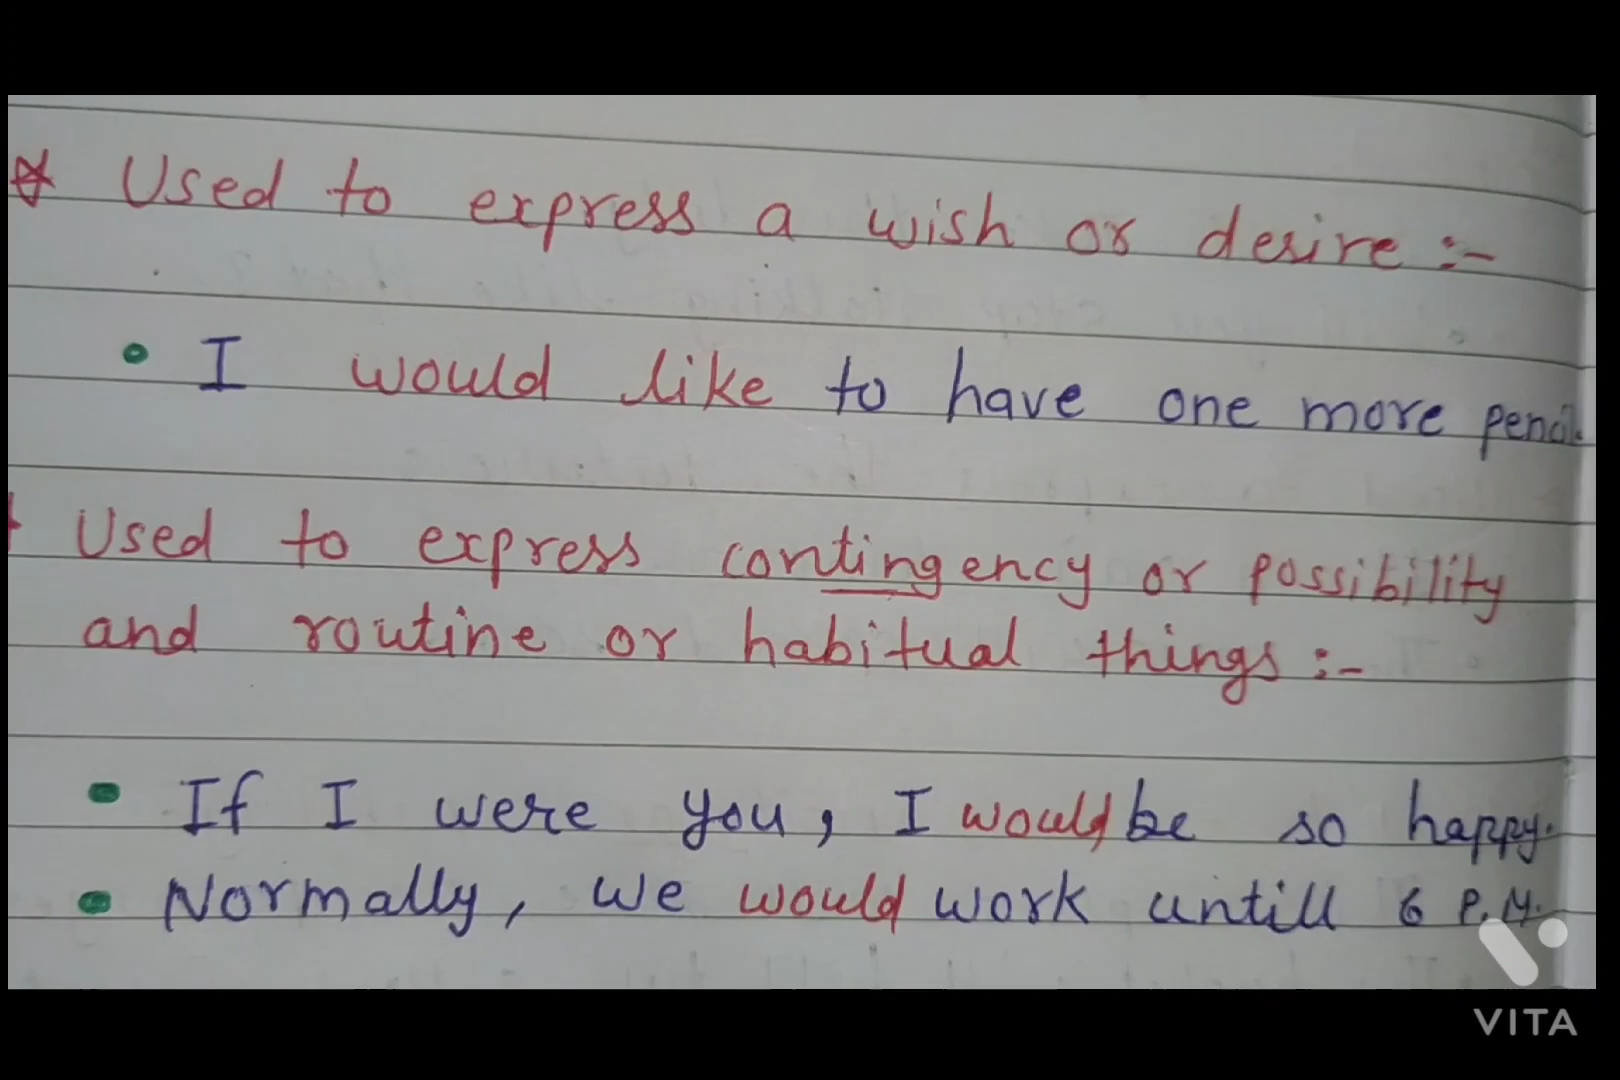 * Used to express a wish or desire :-
• I would like to have one more pencil.
Used to express contingency or possibility
and routine or habitual things :-
• If I were you, I would be so happy.
• Normally, we would work untill 6 P.M.
VITA